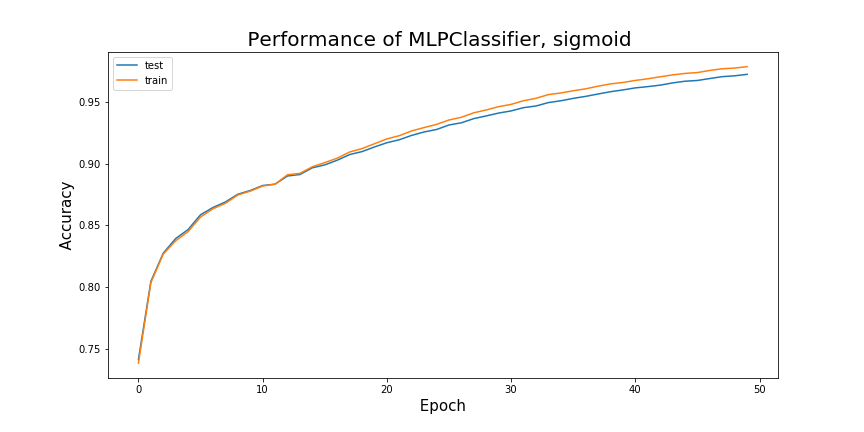 Performance of MLPClassifier, sigmoid
test
train
0.95
0.90
0.85
0.80
0.75
Accuracy
0 10 20 30 40 50
Epoch